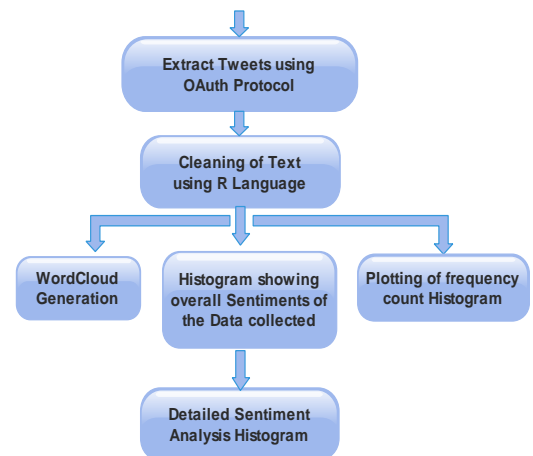 Extract Tweets using
OAuth Protocol
Cleaning of Text
using R Language
WordCloud
Generation
Histogram showing
overall Sentiments of
the Data collected
Plotting of frequency
count Histogram
Detailed Sentiment
Analysis Histogram